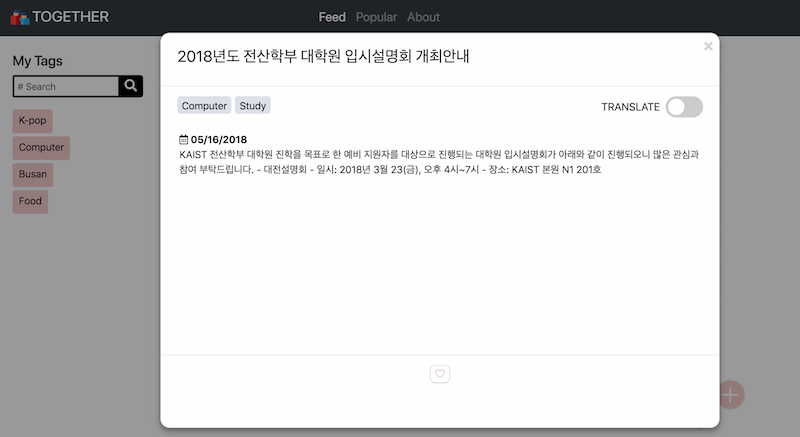 TOGETHER
Feed Popular About
My Tags
# Search
K-pop
Computer
Busan
Food
2018년도 전산학부 대학원 입시설명회 개최안내
×
Computer Study
TRANSLATE
05/16/2018
KAIST 전산학부 대학원 진학을 목표로 한 예비 지원자를 대상으로 진행되는 대학원 입시설명회가 아래와 같이 진행되오니 많은 관심과
참여 부탁드립니다. - 대전설명회 - 일시: 2018년 3월 23(금), 오후 4시~7시 - 장소: KAIST 본원 N1 201호